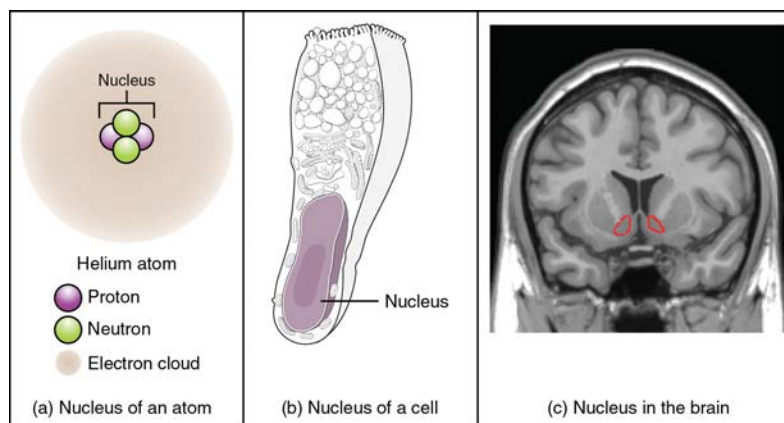 Nucleus
Helium atom
Proton
Neutron
Electron cloud
(a) Nucleus of an atom
Nucleus
(b) Nucleus of a cell
(c) Nucleus in the brain